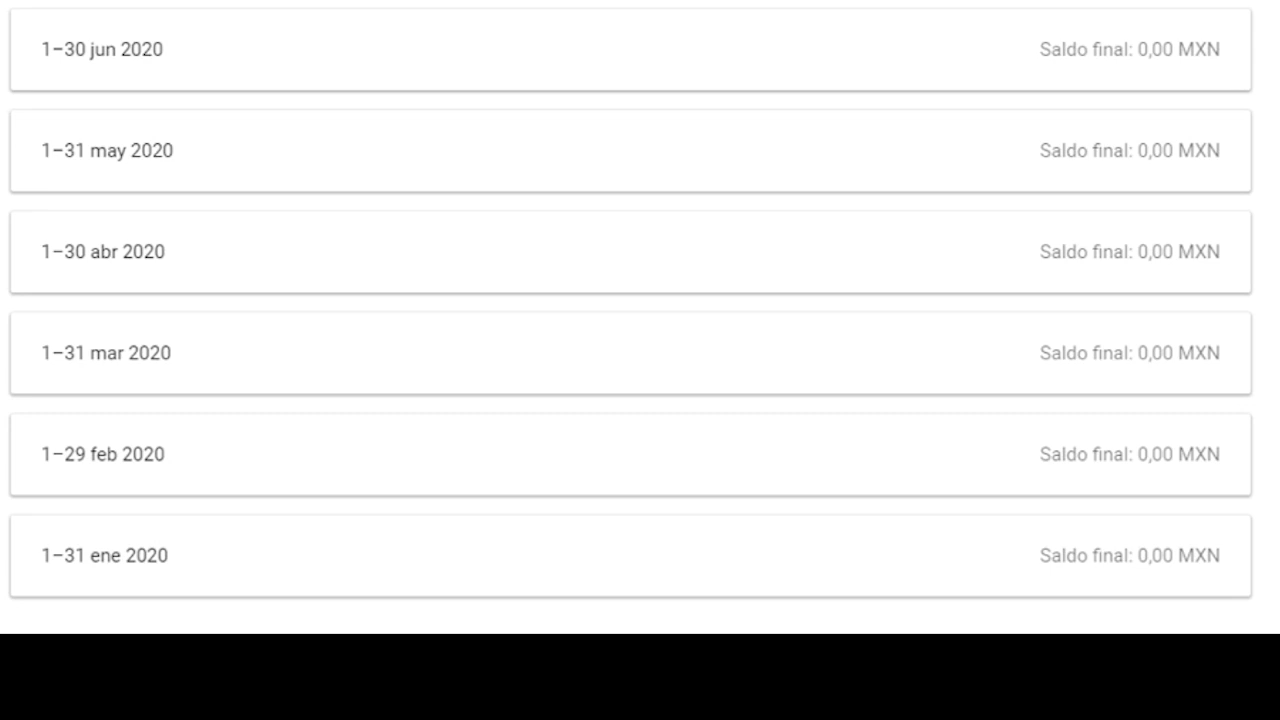 1–30 jun 2020 Saldo final: 0,00 MXN
1–31 may 2020 Saldo final: 0,00 MXN
1–30 abr 2020 Saldo final: 0,00 MXN
1–31 mar 2020 Saldo final: 0,00 MXN
1–29 feb 2020 Saldo final: 0,00 MXN
1–31 ene 2020 Saldo final: 0,00 MXN